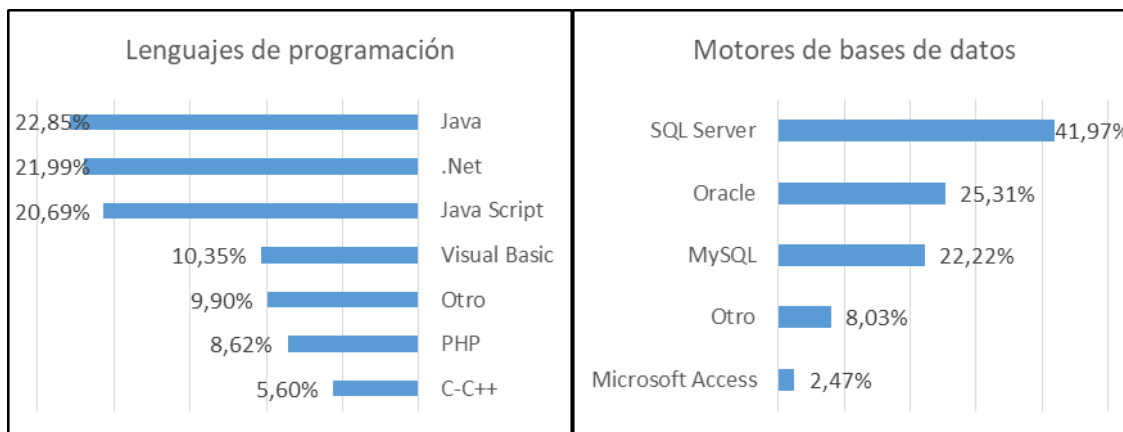 Lenguajes de programación
22,85% Java
21,99% .Net
20,69% Java Script
10,35% Visual Basic
9,90% Otro
8,62% PHP
5,60% C-C++
Motores de bases de datos
SQL Server 41,97%
Oracle 25,31%
MySQL 22,22%
Otro 8,03%
Microsoft Access 2,47%